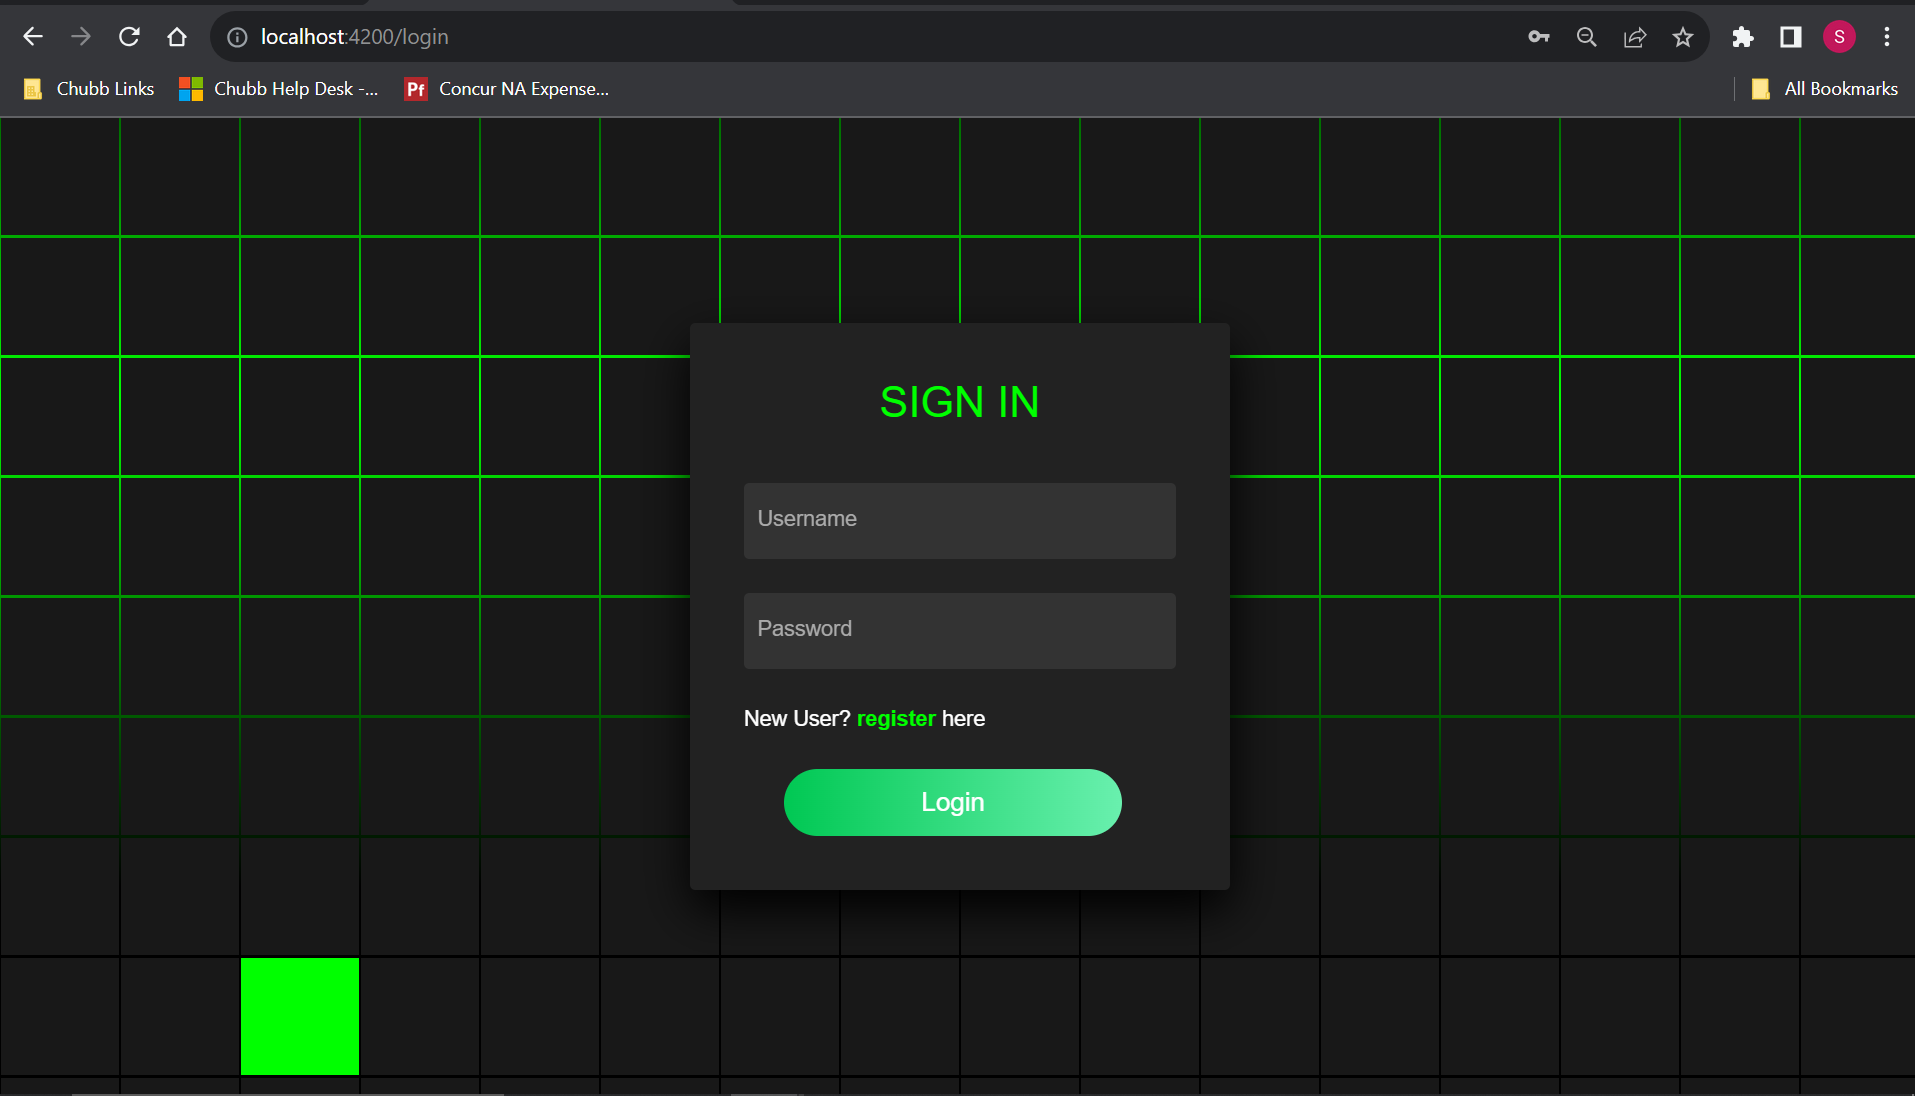 localhost:4200/login
S
Chubb Links
Chubb Help Desk -...
Pf
Concur NA Expense...
All Bookmarks
SIGN IN
Username
Password
New User? register here
Login